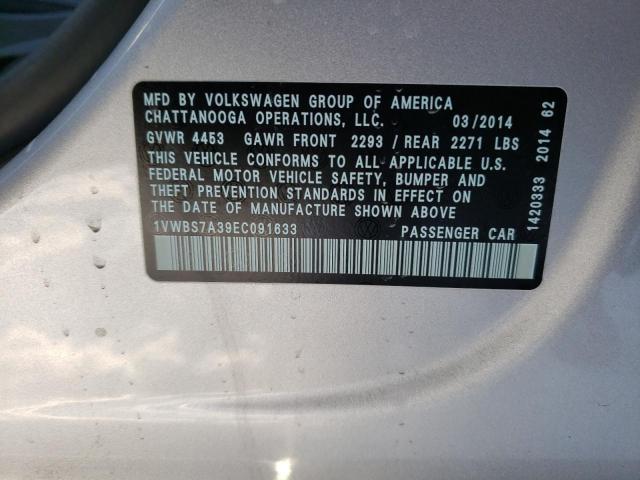 MFD BY VOLKSWAGEN GROUP OF AMERICA
CHATTANOOGA OPERATIONS, LLC. 03/2014
GVWR 4453 GAWR FRONT 2293 / REAR 2271 LBS
THIS VEHICLE CONFORMS TO ALL APPLICABLE U.S.
FEDERAL MOTOR VEHICLE SAFETY, BUMPER AND
THEFT PREVENTION STANDARDS IN EFFECT ON THE
DATE OF MANUFACTURE SHOWN ABOVE
1VWBS7A39EC091633 PASSENGER CAR
1420333 2014 62